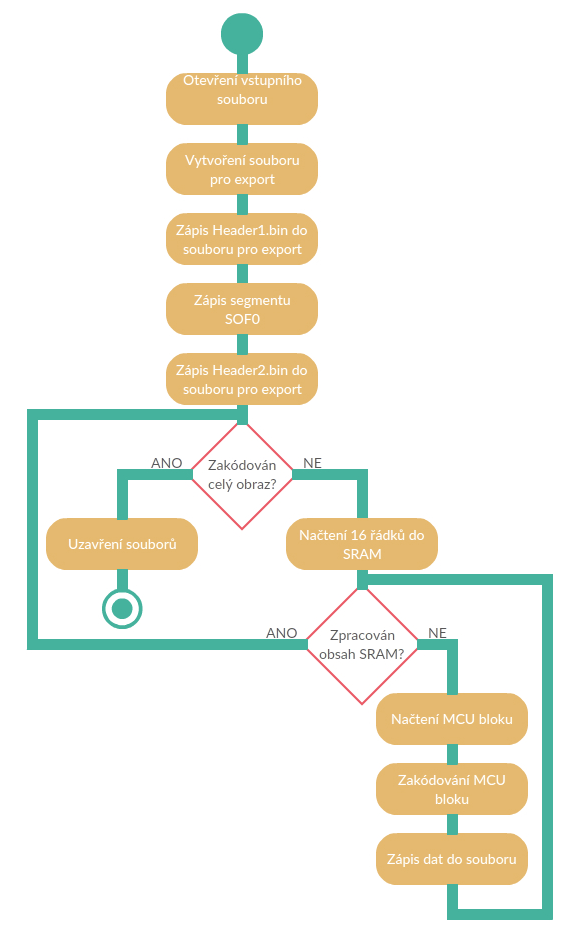 Otevření vstupního
souboru
Vytvoření souboru
pro export
Zápis Header1.bin do
souboru pro export
Zápis segmentu
SOF0
Zápis Header2.bin do
souboru pro export
ANO
Zakódován
celý obraz?
NE
Uzavření souborů
Načtení 16 řádků do
SRAM
ANO
Zpracován
obsah SRAM?
NE
Načtení MCU bloku
Zakódování MCU
bloku
Zápis dat do souboru